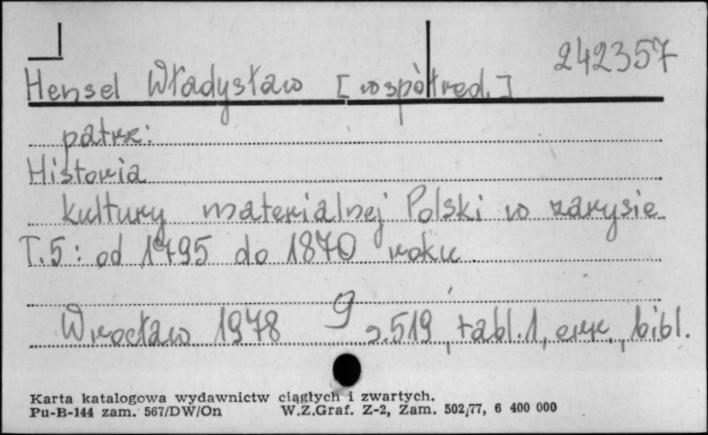 242357
Hensel Władysław [współred.]
patrz:
Historia
kultury materialnej Polski w zarysie
T.5: od 1795 do 1870 roku
Wrocław 1978 g s.519, tabl.1, err., bibl.
Karta katalogowa wydawnictw ciągłych i zwartych.
Pu-B-144 zam. 567/DW/On W.Z.Graf. Z-2, Zam. 502/77, 6 400 000